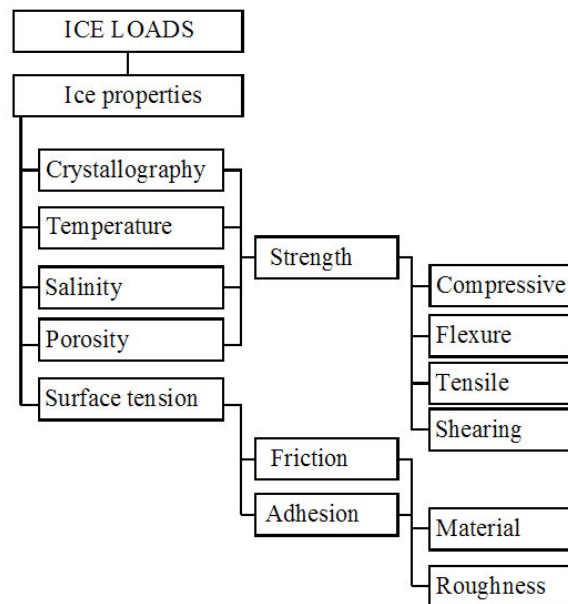 ICE LOADS
Ice properties
Crystallography
Temperature
Salinity
Porosity
Surface tension
Strength
Friction
Adhesion
Compressive
Flexure
Tensile
Shearing
Material
Roughness